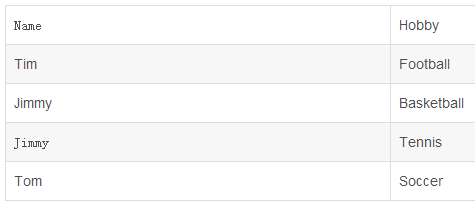 Name Hobby
Tim Football
Jimmy Basketball
Jimmy Tennis
Tom Soccer